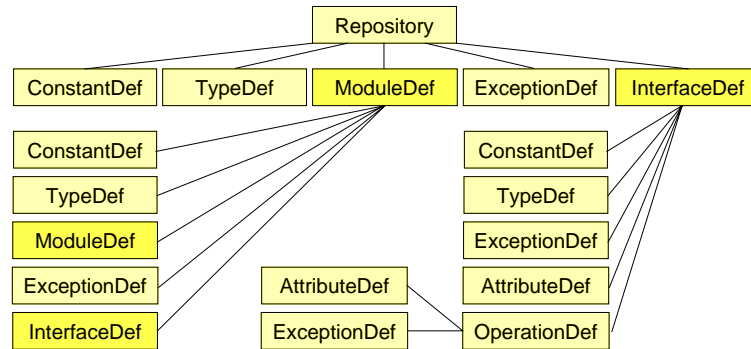 Repository
ConstantDef TypeDef ModuleDef ExceptionDef InterfaceDef
ConstantDef ConstantDef
TypeDef TypeDef
ModuleDef ExceptionDef
ExceptionDef AttributeDef AttributeDef
InterfaceDef ExceptionDef OperationDef